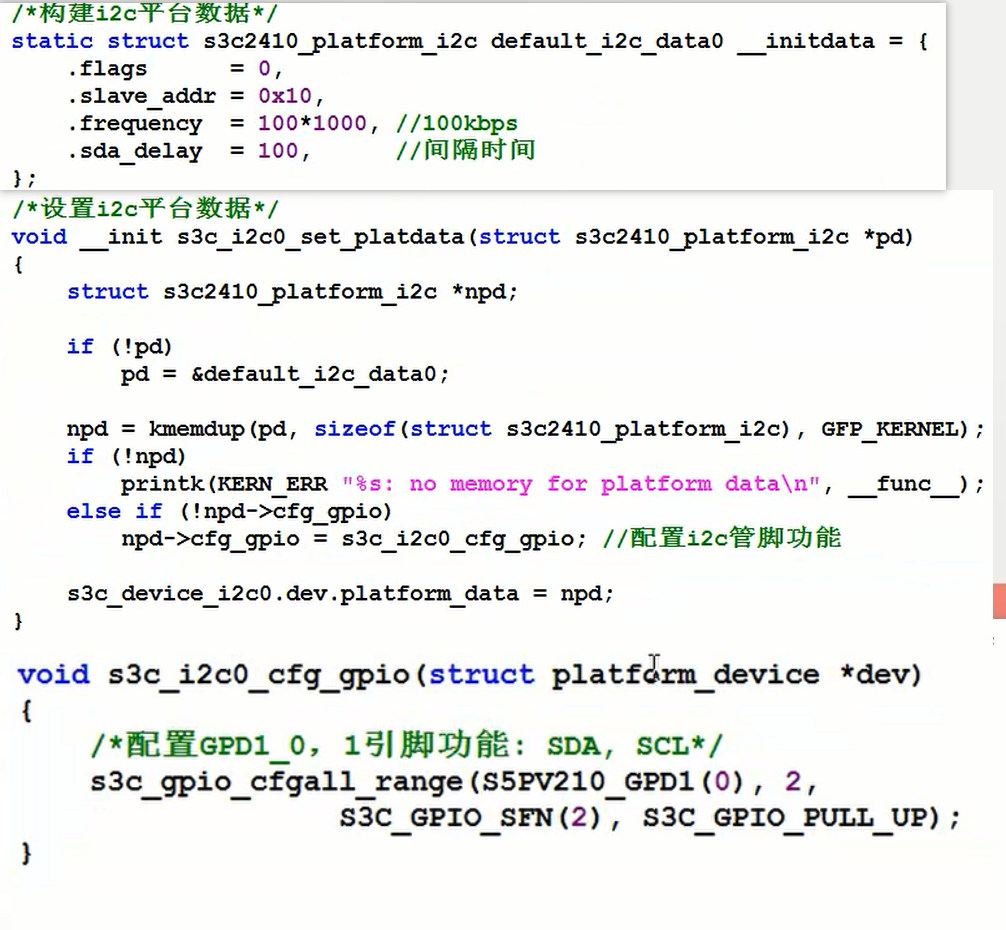 /*构建i2c平台数据*/
static struct s3c2410_platform_i2c default_i2c_data0 __initdata = {
    .flags      = 0,
    .slave_addr = 0x10,
    .frequency  = 100*1000, //100kbps
    .sda_delay  = 100,      //间隔时间
};
/*设置i2c平台数据*/
void __init s3c_i2c0_set_platdata(struct s3c2410_platform_i2c *pd)
{
    struct s3c2410_platform_i2c *npd;

    if (!pd)
        pd = &default_i2c_data0;

    npd = kmemdup(pd, sizeof(struct s3c2410_platform_i2c), GFP_KERNEL);
    if (!npd)
        printk(KERN_ERR "%s: no memory for platform data\n", __func__);
    else if (!npd->cfg_gpio)
        npd->cfg_gpio = s3c_i2c0_cfg_gpio; //配置i2c管脚功能

    s3c_device_i2c0.dev.platform_data = npd;
}
void s3c_i2c0_cfg_gpio(struct platform_device *dev)
{
    /*配置GPD1_0，1引脚功能: SDA, SCL*/
    s3c_gpio_cfgall_range(S5PV210_GPD1(0), 2,
                  S3C_GPIO_SFN(2), S3C_GPIO_PULL_UP);
}